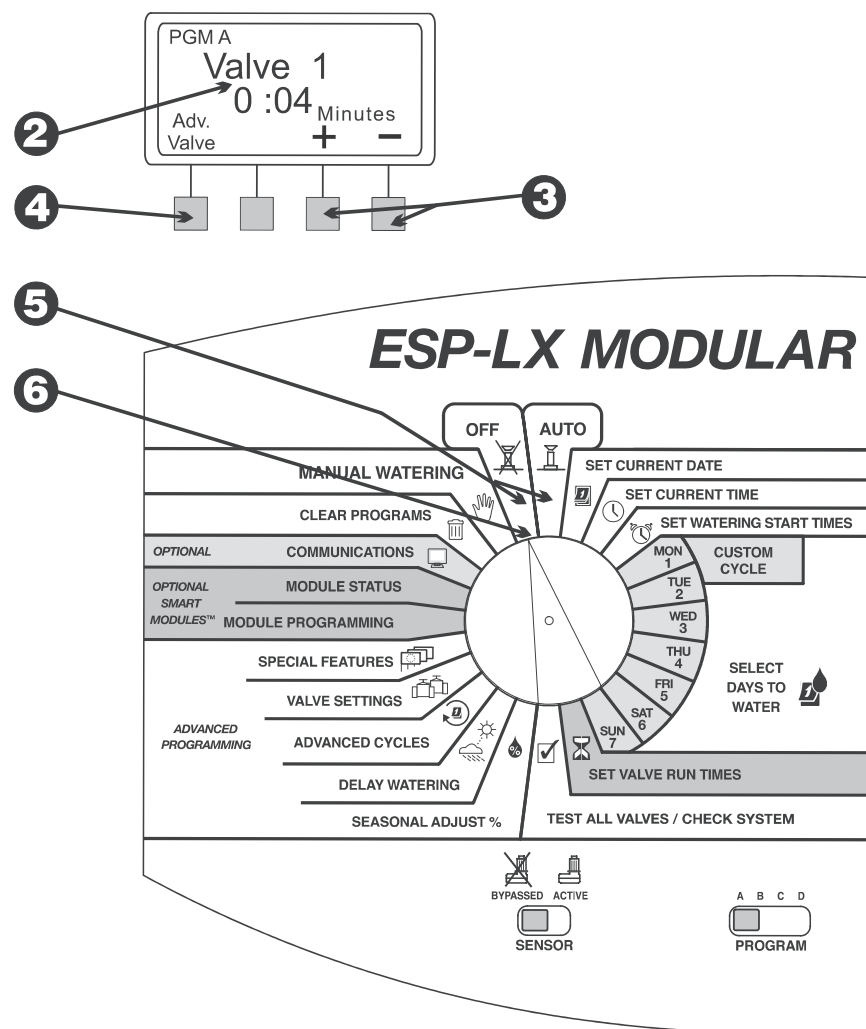 PGM A
Valve 1
0 :04 Minutes
Adv.
Valve
+ −
2
4
3
5
ESP-LX MODULAR
6
OFF
AUTO
MANUAL WATERING
SET CURRENT DATE
CLEAR PROGRAMS
SET CURRENT TIME
SET WATERING START TIMES
OPTIONAL
COMMUNICATIONS
MON
1
CUSTOM
CYCLE
OPTIONAL
SMART
MODULES™
MODULE STATUS
TUE
2
MODULE PROGRAMMING
WED
3
SPECIAL FEATURES
THU
4
SELECT
DAYS TO
WATER
1
VALVE SETTINGS
FRI
5
ADVANCED
PROGRAMMING
ADVANCED CYCLES
1
SAT
6
SUN
7
DELAY WATERING
%
SET VALVE RUN TIMES
SEASONAL ADJUST %
TEST ALL VALVES / CHECK SYSTEM
1
BYPASSED ACTIVE
SENSOR
A B C D
PROGRAM